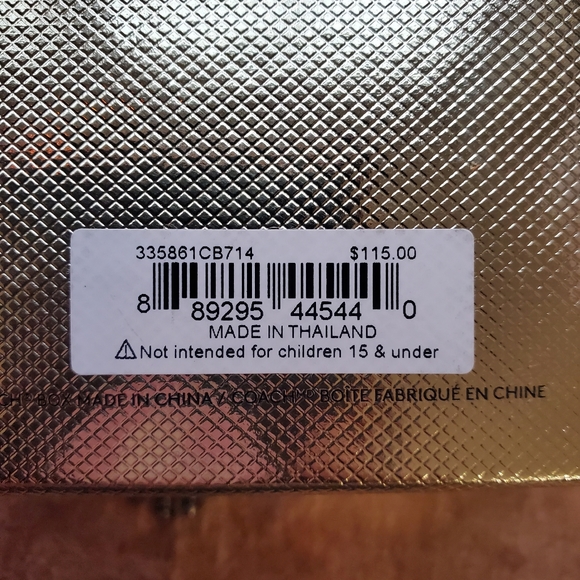 335861CB714 $115.00
8 89295 44544 0
MADE IN THAILAND
⚠Not intended for children 15 & under
BOX MADE IN CHINA / COACH BOÎTE FABRIQUÉ EN CHINE